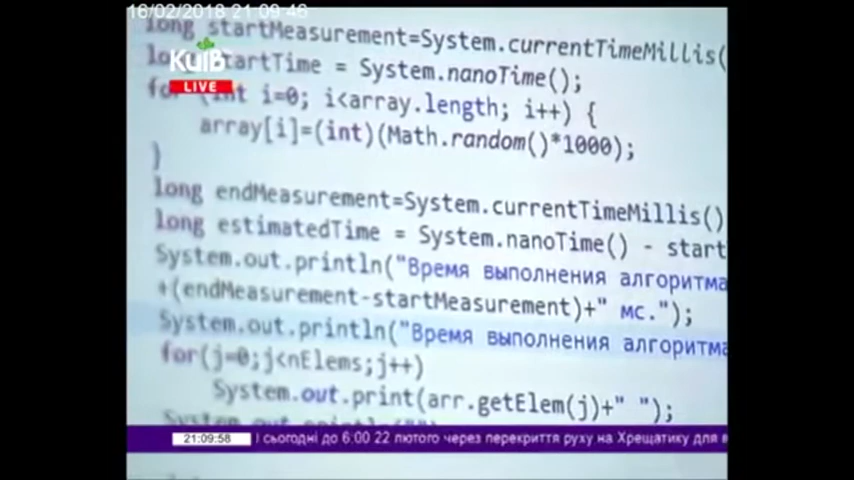 16/02/2018 21:09:46
long startMeasurement=System.currentTimeMillis(
long startTime = System.nanoTime();
КиїВ
LIVE
for (int i=0; i<array.length; i++) {
array[i]=(int)(Math.random()*1000);
}
long endMeasurement=System.currentTimeMillis()
long estimatedTime = System.nanoTime() - start
System.out.println("Время выполнения алгоритма
+(endMeasurement-startMeasurement)+" мс.");
System.out.println("Время выполнения алгоритма
for(j=0;j<nElems;j++)
System.out.print(arr.getElem(j)+" ");
System.out.println("")
21:09:58 І сьогодні до 6:00 22 лютого через перекриття руху на Хрещатику для в